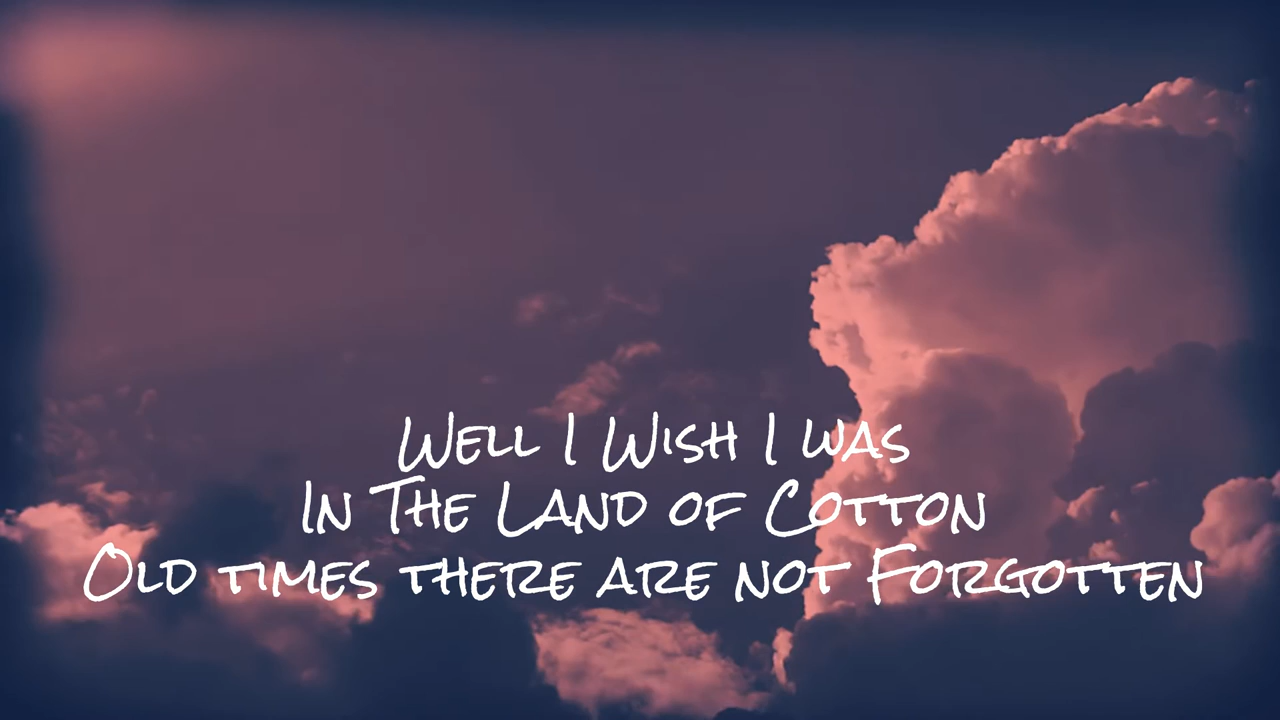 Well I Wish I was
In The Land of Cotton
Old times there are not Forgotten